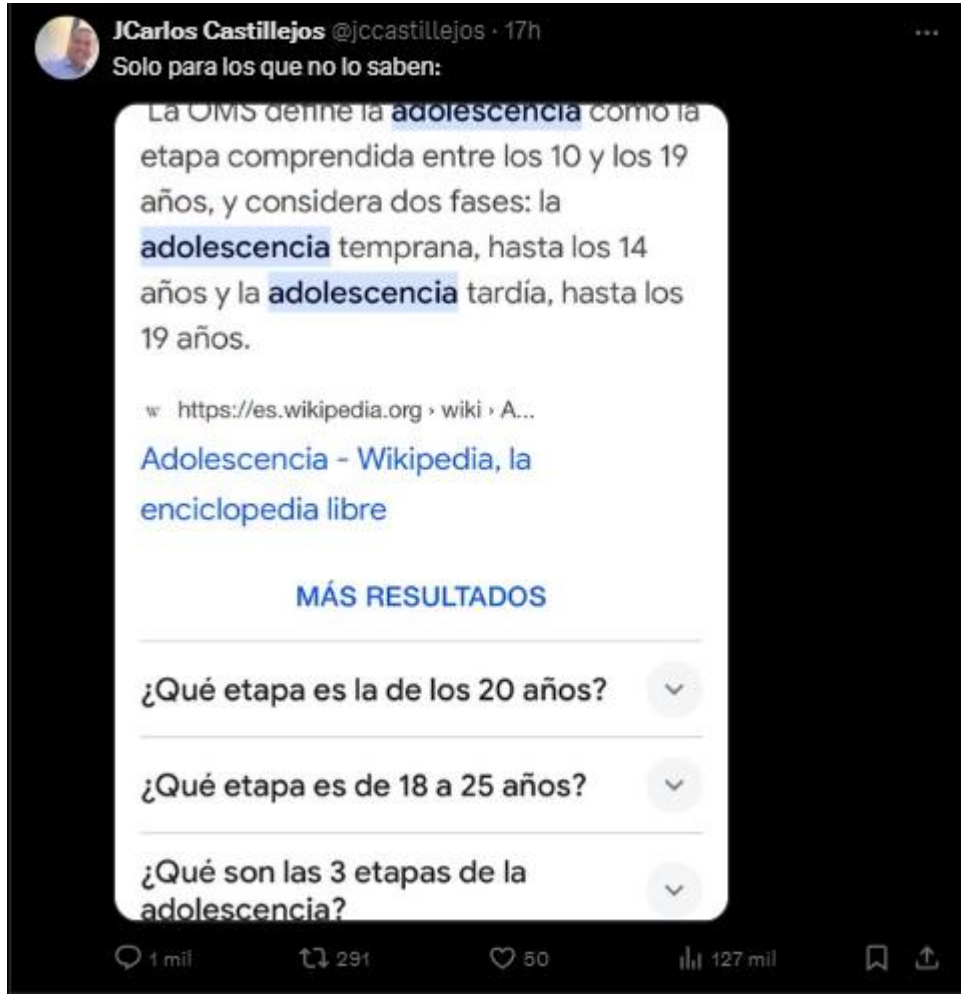 JCarlos Castillejos @jccastillejos · 17h
Solo para los que no lo saben:
La OMS define la adolescencia como la
etapa comprendida entre los 10 y los 19
años, y considera dos fases: la
adolescencia temprana, hasta los 14
años y la adolescencia tardía, hasta los
19 años.
w https://es.wikipedia.org › wiki › A...
Adolescencia - Wikipedia, la
enciclopedia libre
MÁS RESULTADOS
¿Qué etapa es la de los 20 años?
¿Qué etapa es de 18 a 25 años?
¿Qué son las 3 etapas de la
adolescencia?
1 mil 291 50 127 mil